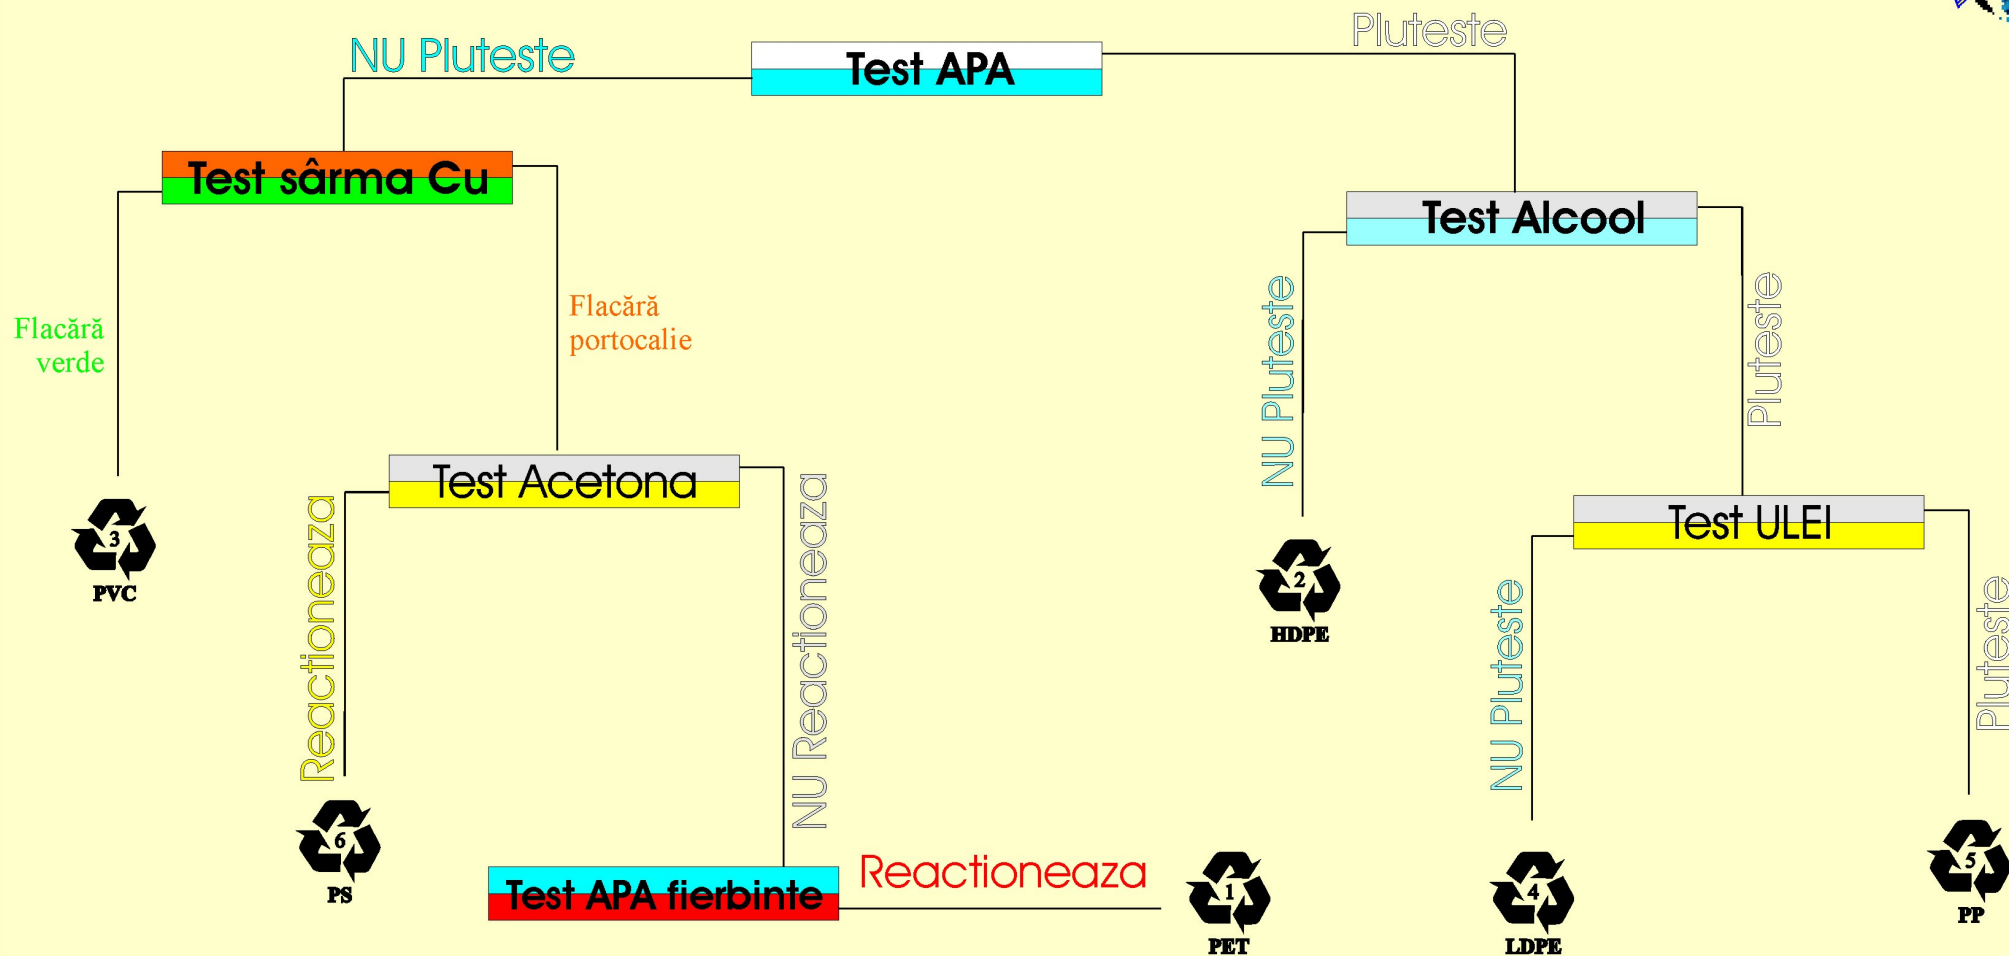 NU Pluteste
Test APA
Pluteste
Test sârma Cu
Test Alcool
Flacără
verde
Flacără
portocalie
NU Pluteste
Pluteste
Test Acetona
Reactioneaza
NU Reactioneaza
Test ULEI
3
PVC
2
HDPE
NU Pluteste
Pluteste
6
PS
Test APA fierbinte
Reactioneaza
1
PET
4
LDPE
5
PP